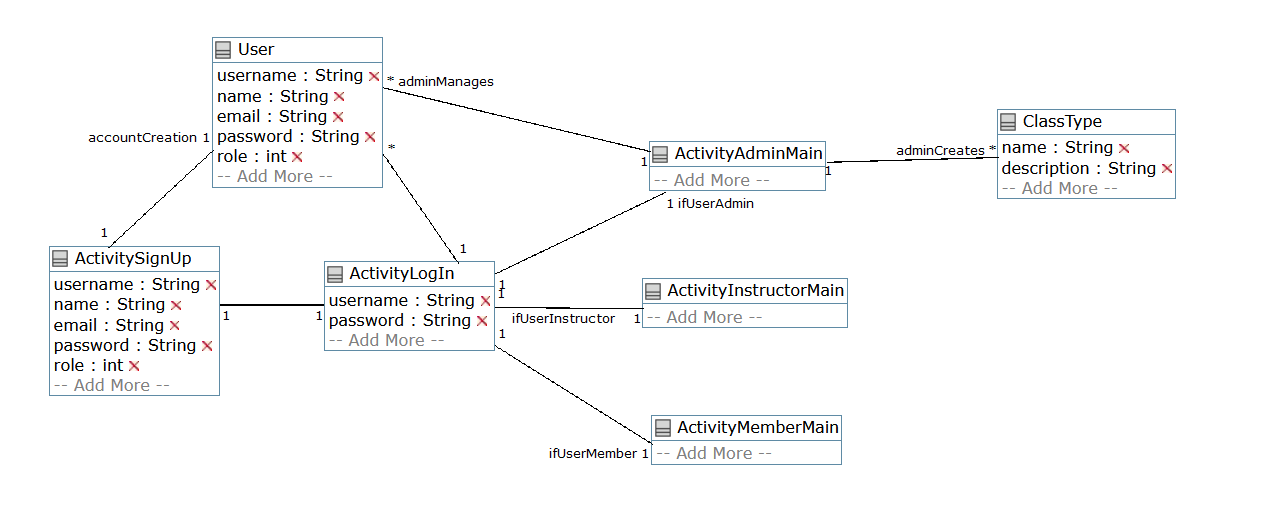 User
username : String
name : String
email : String
password : String
role : int
-- Add More --
* adminManages
accountCreation 1
*
1
ActivityAdminMain
-- Add More --
1
1
1 ifUserAdmin
adminCreates *
ClassType
name : String
description : String
-- Add More --
1
ActivitySignUp
username : String
name : String
email : String
password : String
role : int
-- Add More --
1
1
1
ActivityLogIn
username : String
password : String
-- Add More --
1
1
ifUserInstructor
1
1
ActivityInstructorMain
-- Add More --
ifUserMember 1
ActivityMemberMain
-- Add More --